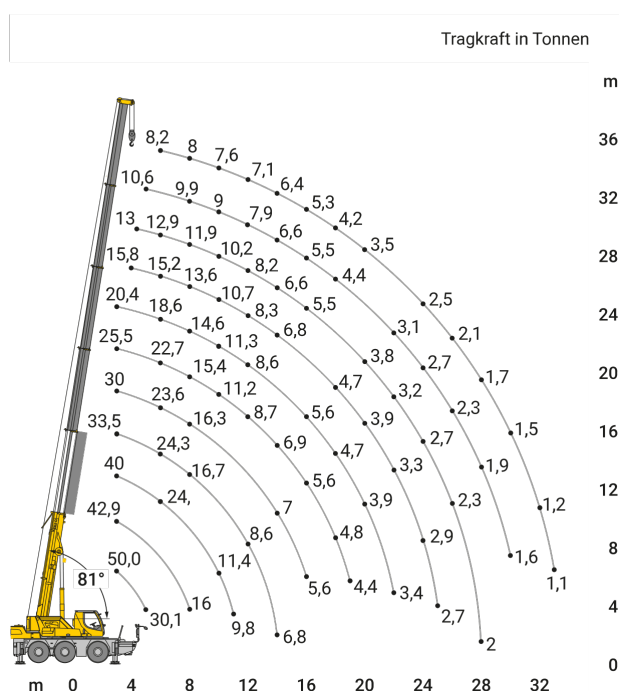 Tragkraft in Tonnen
m
36
8,2 8 7,6 7,1 6,4 5,3 4,2 3,5 2,5 2,1 1,7 1,5 1,2 1,1
32
10,6 9,9 9 7,9 6,6 5,5 4,4 3,1 2,7 2,3 1,9 1,6
28
13 12,9 11,9 10,2 8,2 6,6 5,5 3,8 3,2 2,7 2,3 2
15,8 15,2 13,6 10,7 8,3 6,8 4,7 3,9 3,3 2,9 2,7
24
20,4 18,6 14,6 11,3 8,6 5,6 4,7 3,9 3,4
20
25,5 22,7 15,4 11,2 8,7 6,9 5,6 4,8 4,4
30 23,6 16,3 7 5,6
16
33,5 24,3 16,7 8,6 6,8
40 24, 11,4 9,8
12
42,9 16
8
50,0 30,1
81°
4
0
m 0 4 8 12 16 20 24 28 32